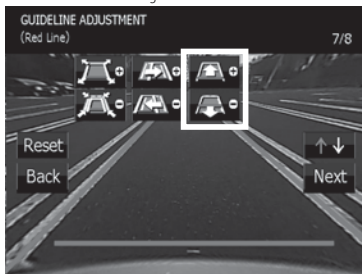 GUIDELINE ADJUSTMENT
(Red Line)
7/8
+ + +
- - -
Reset
Back
Next